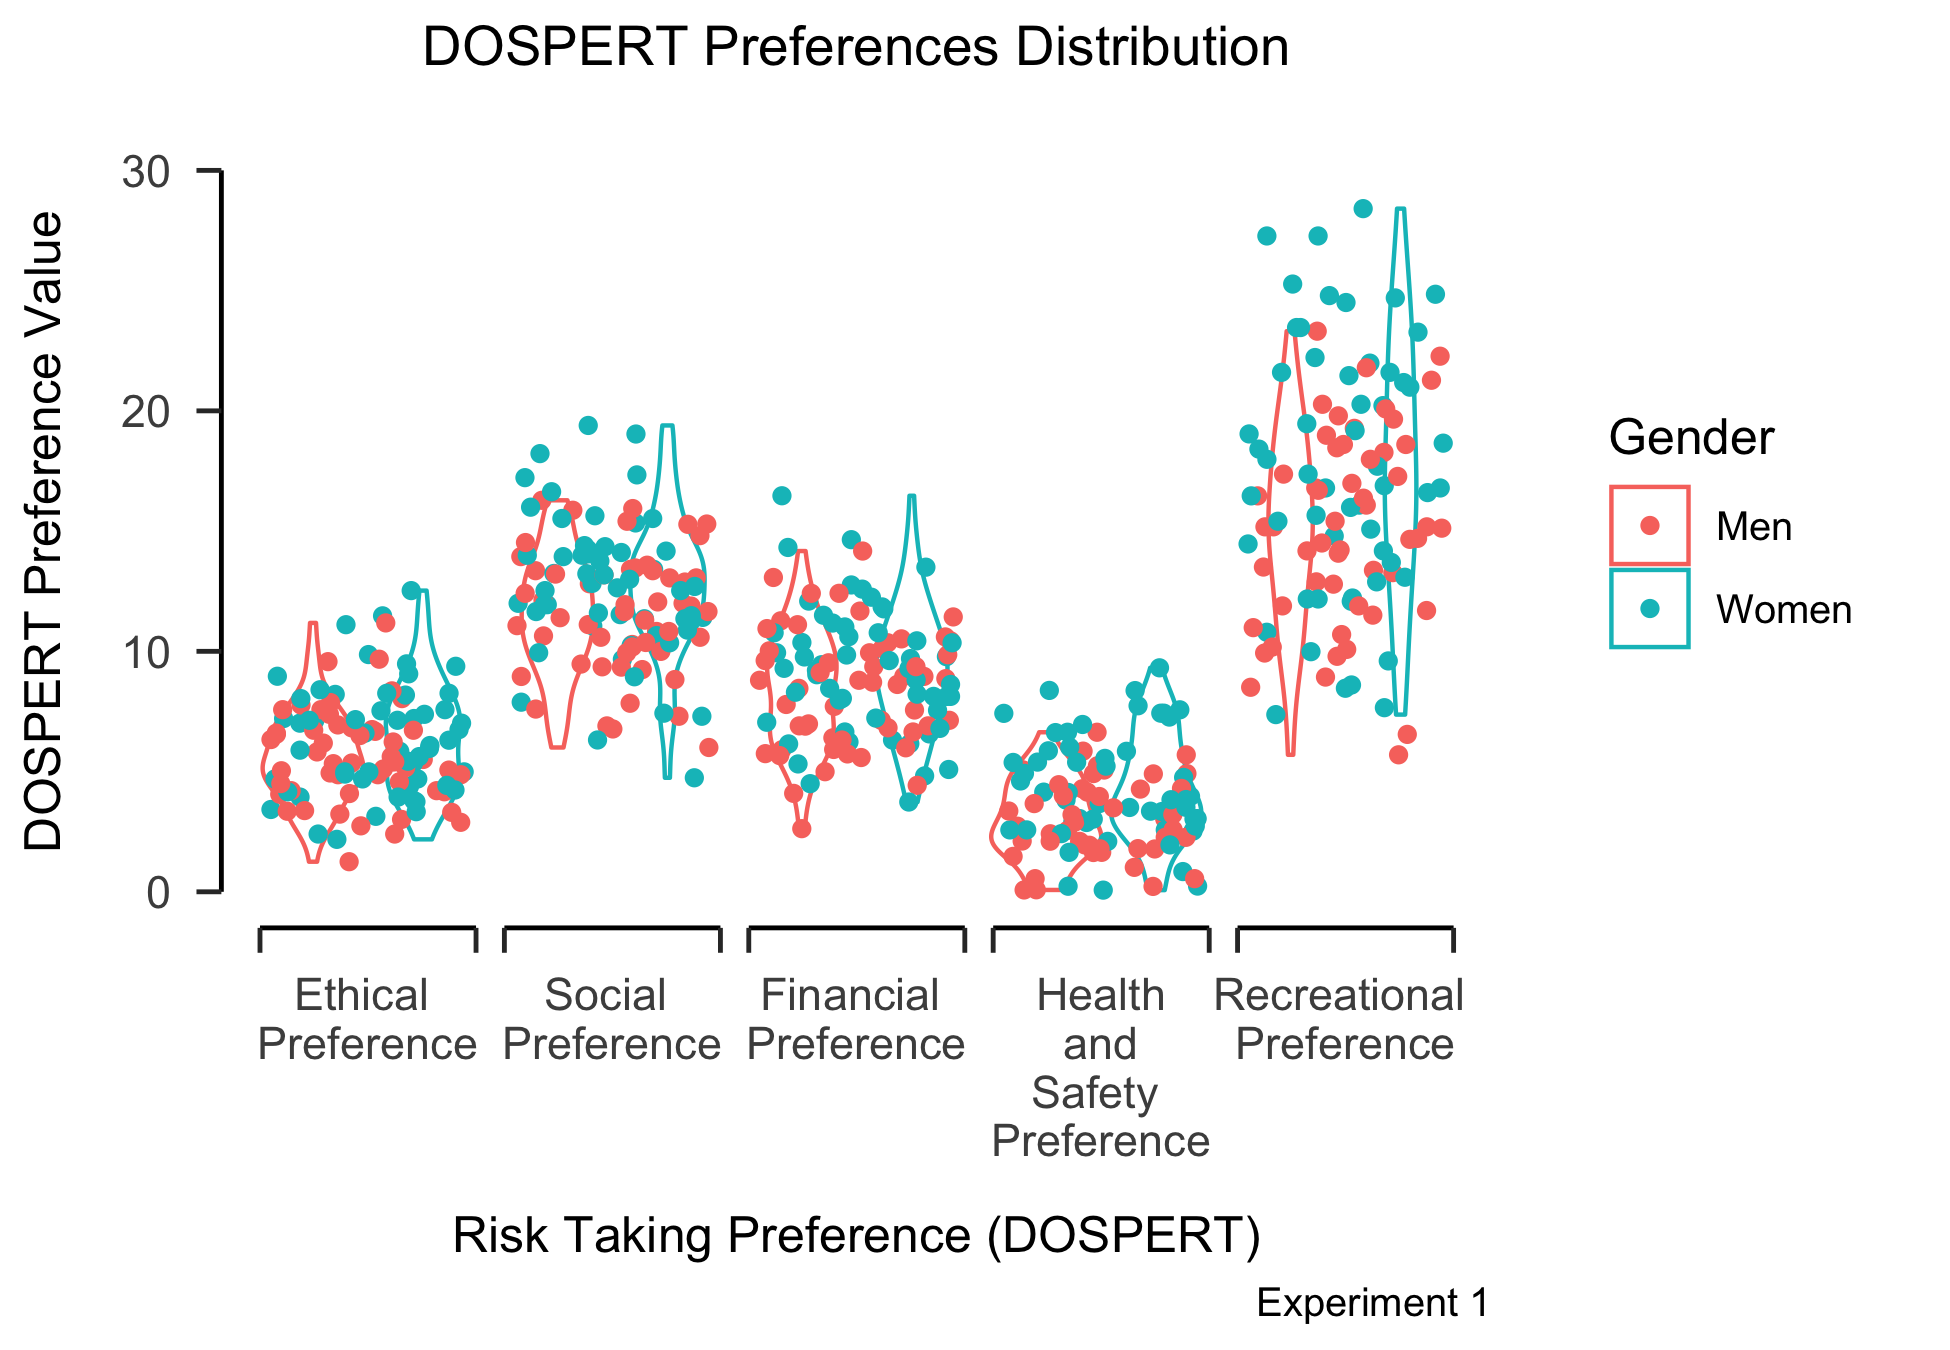 DOSPERT Preferences Distribution
DOSPERT Preference Value
30
20
10
0
Ethical
Preference
Social
Preference
Financial
Preference
Health
and
Safety
Preference
Recreational
Preference
Risk Taking Preference (DOSPERT)
Gender
Men
Women
Experiment 1